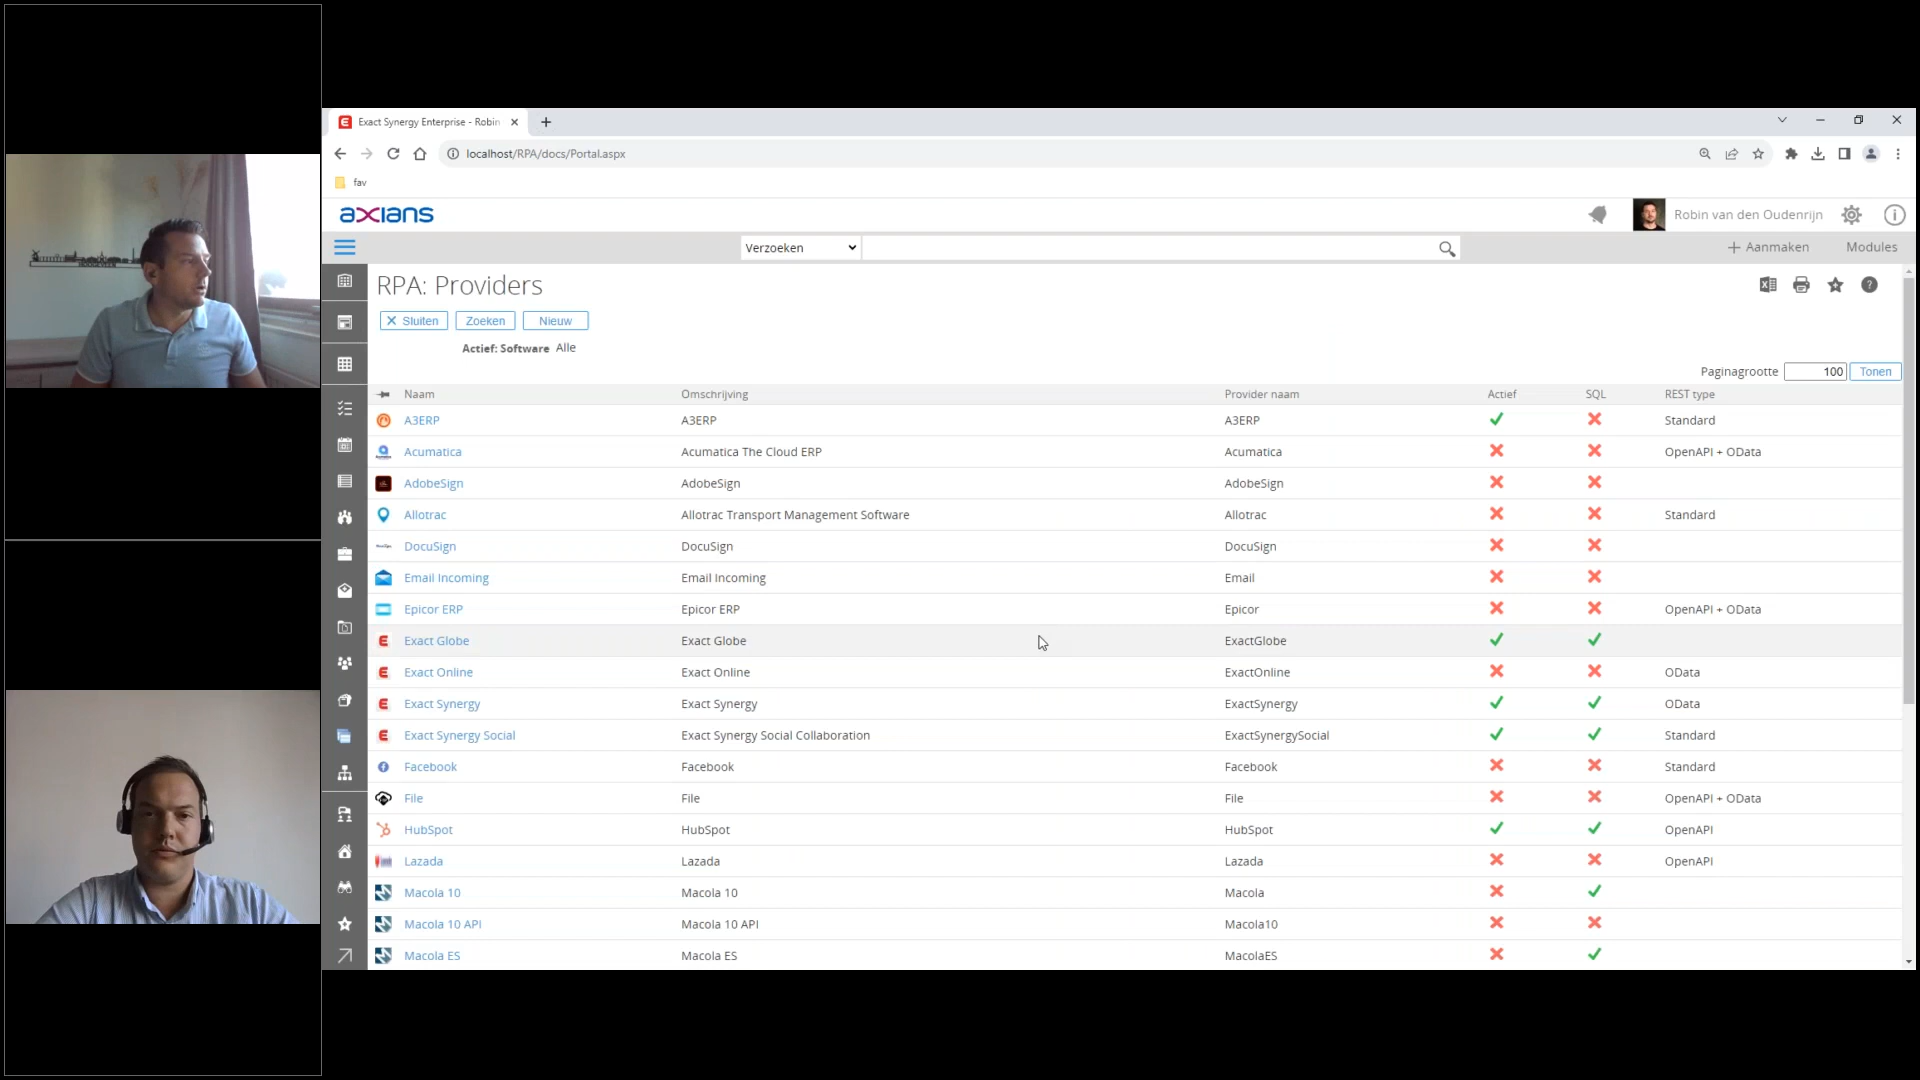 Exact Synergy Enterprise - Robin
localhost/RPA/docs/Portal.aspx
fav
axians
Robin van den Oudenrijn
Verzoeken
Aanmaken
Modules
RPA: Providers
Sluiten Zoeken Nieuw
Actief: Software Alle
Paginagrootte 100 Tonen
Naam Omschrijving Provider naam Actief SQL REST type
A3ERP A3ERP A3ERP Standard
Acumatica Acumatica The Cloud ERP Acumatica OpenAPI + OData
AdobeSign AdobeSign AdobeSign
Allotrac Allotrac Transport Management Software Allotrac Standard
DocuSign DocuSign DocuSign
Email Incoming Email Incoming Email
Epicor ERP Epicor ERP Epicor OpenAPI + OData
Exact Globe Exact Globe ExactGlobe
Exact Online Exact Online ExactOnline OData
Exact Synergy Exact Synergy ExactSynergy OData
Exact Synergy Social Exact Synergy Social Collaboration ExactSynergySocial Standard
Facebook Facebook Facebook Standard
File File File OpenAPI + OData
HubSpot HubSpot HubSpot OpenAPI
Lazada Lazada Lazada OpenAPI
Macola 10 Macola 10 Macola
Macola 10 API Macola 10 API Macola10
Macola ES Macola ES MacolaES